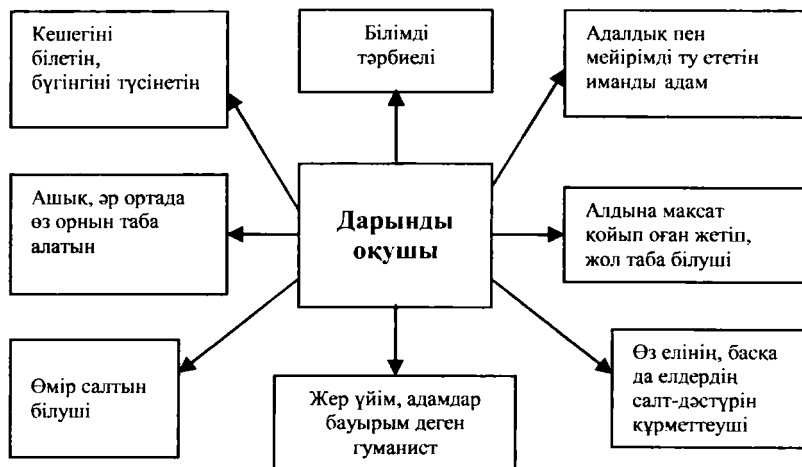 Кешегіні
білетін,
бүгінгіні түсінетін
Білімді
тәрбиелі
Адалдық пен
мейірімді ту ететін
иманды адам
Ашық, әр ортада
өз орнын таба
алатын
Дарынды
оқушы
Алдына мақсат
қойып оған жетіп,
жол таба білуші
Өмір салтын
білуші
Жер үйім, адамдар
бауырым деген
гуманист
Өз елінің, басқа
да елдердің
салт-дәстүрін
құрметтеуші